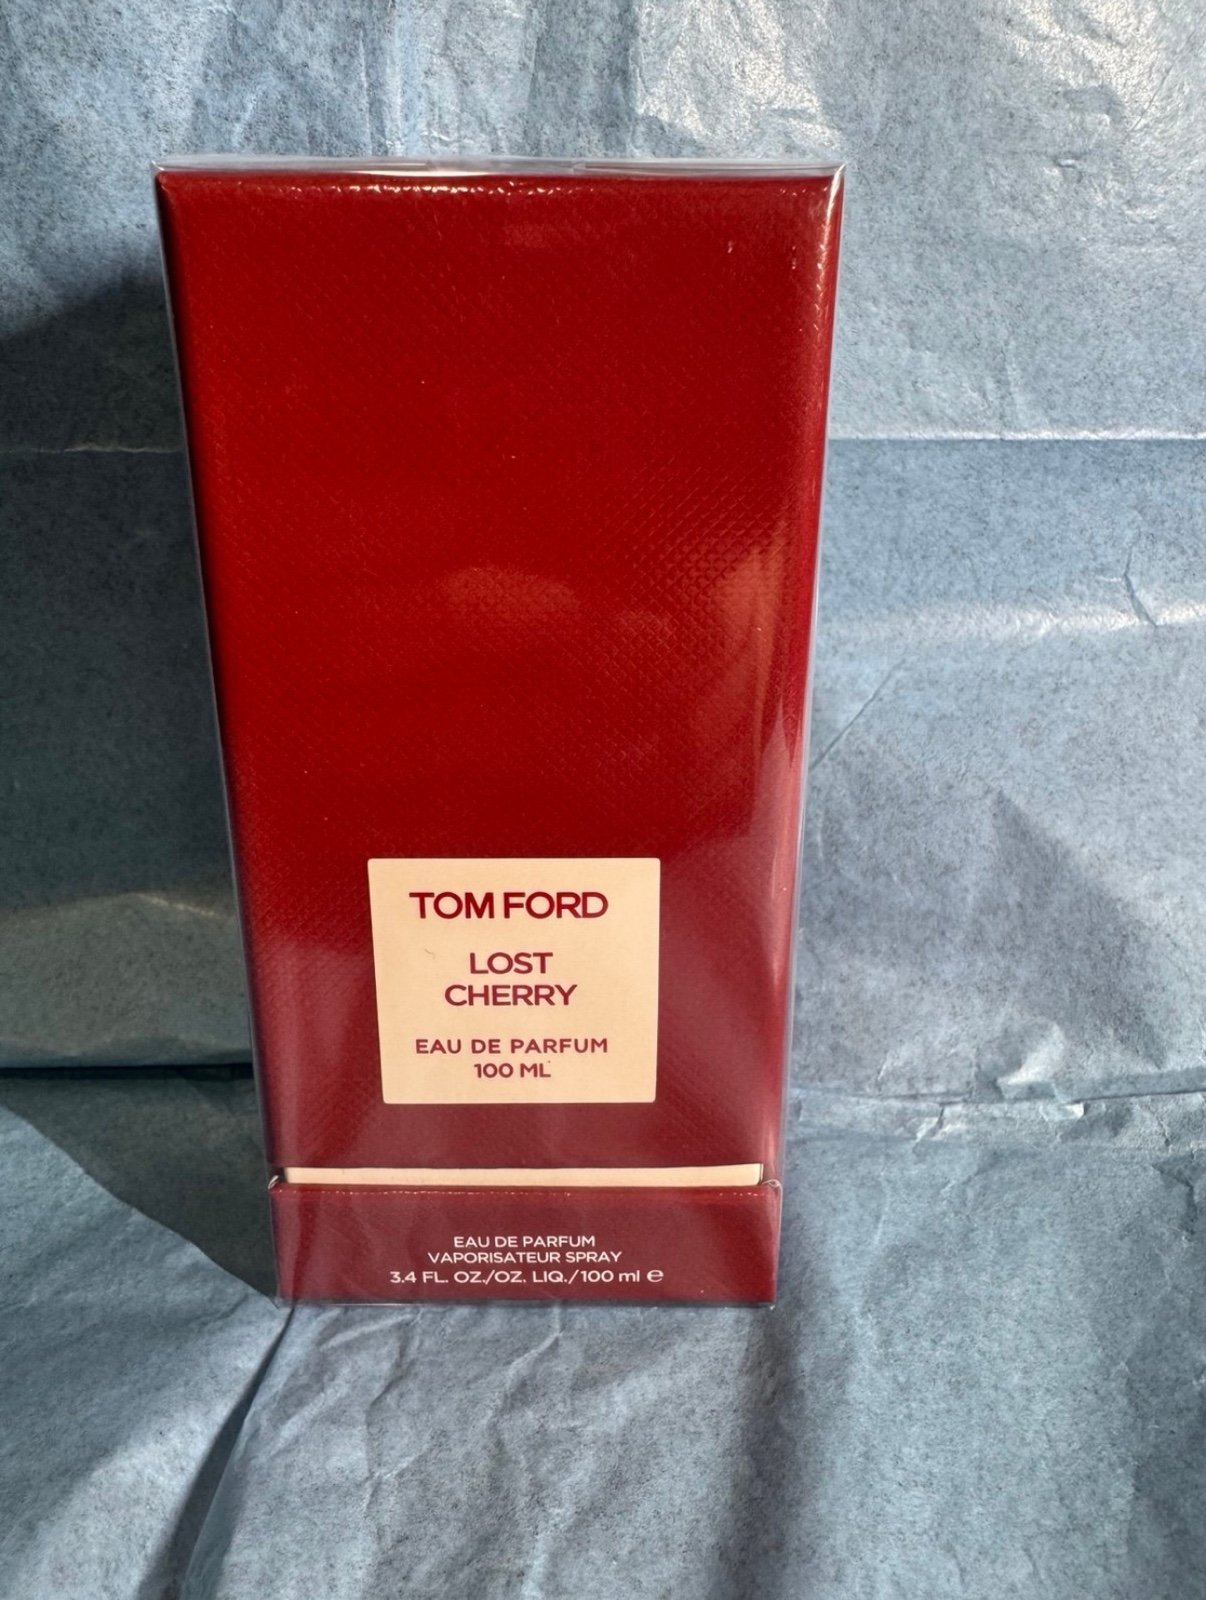 TOM FORD
LOST
CHERRY
EAU DE PARFUM
100 ML
EAU DE PARFUM
VAPORISATEUR SPRAY
3.4 FL. OZ./OZ. LIQ./100 ml ℮